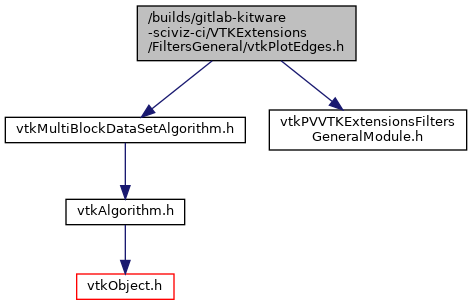 /builds/gitlab-kitware
-sciviz-ci/VTKExtensions
/FiltersGeneral/vtkPlotEdges.h
vtkMultiBlockDataSetAlgorithm.h
vtkPVVTKExtensionsFilters
GeneralModule.h
vtkAlgorithm.h
vtkObject.h